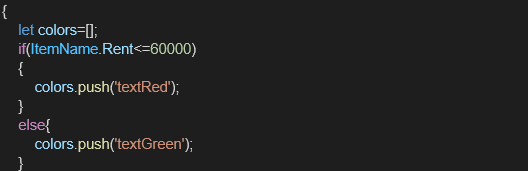 {
    let colors=[];
    if(ItemName.Rent<=60000)
    {
        colors.push('textRed');
    }
    else{
        colors.push('textGreen');
    }